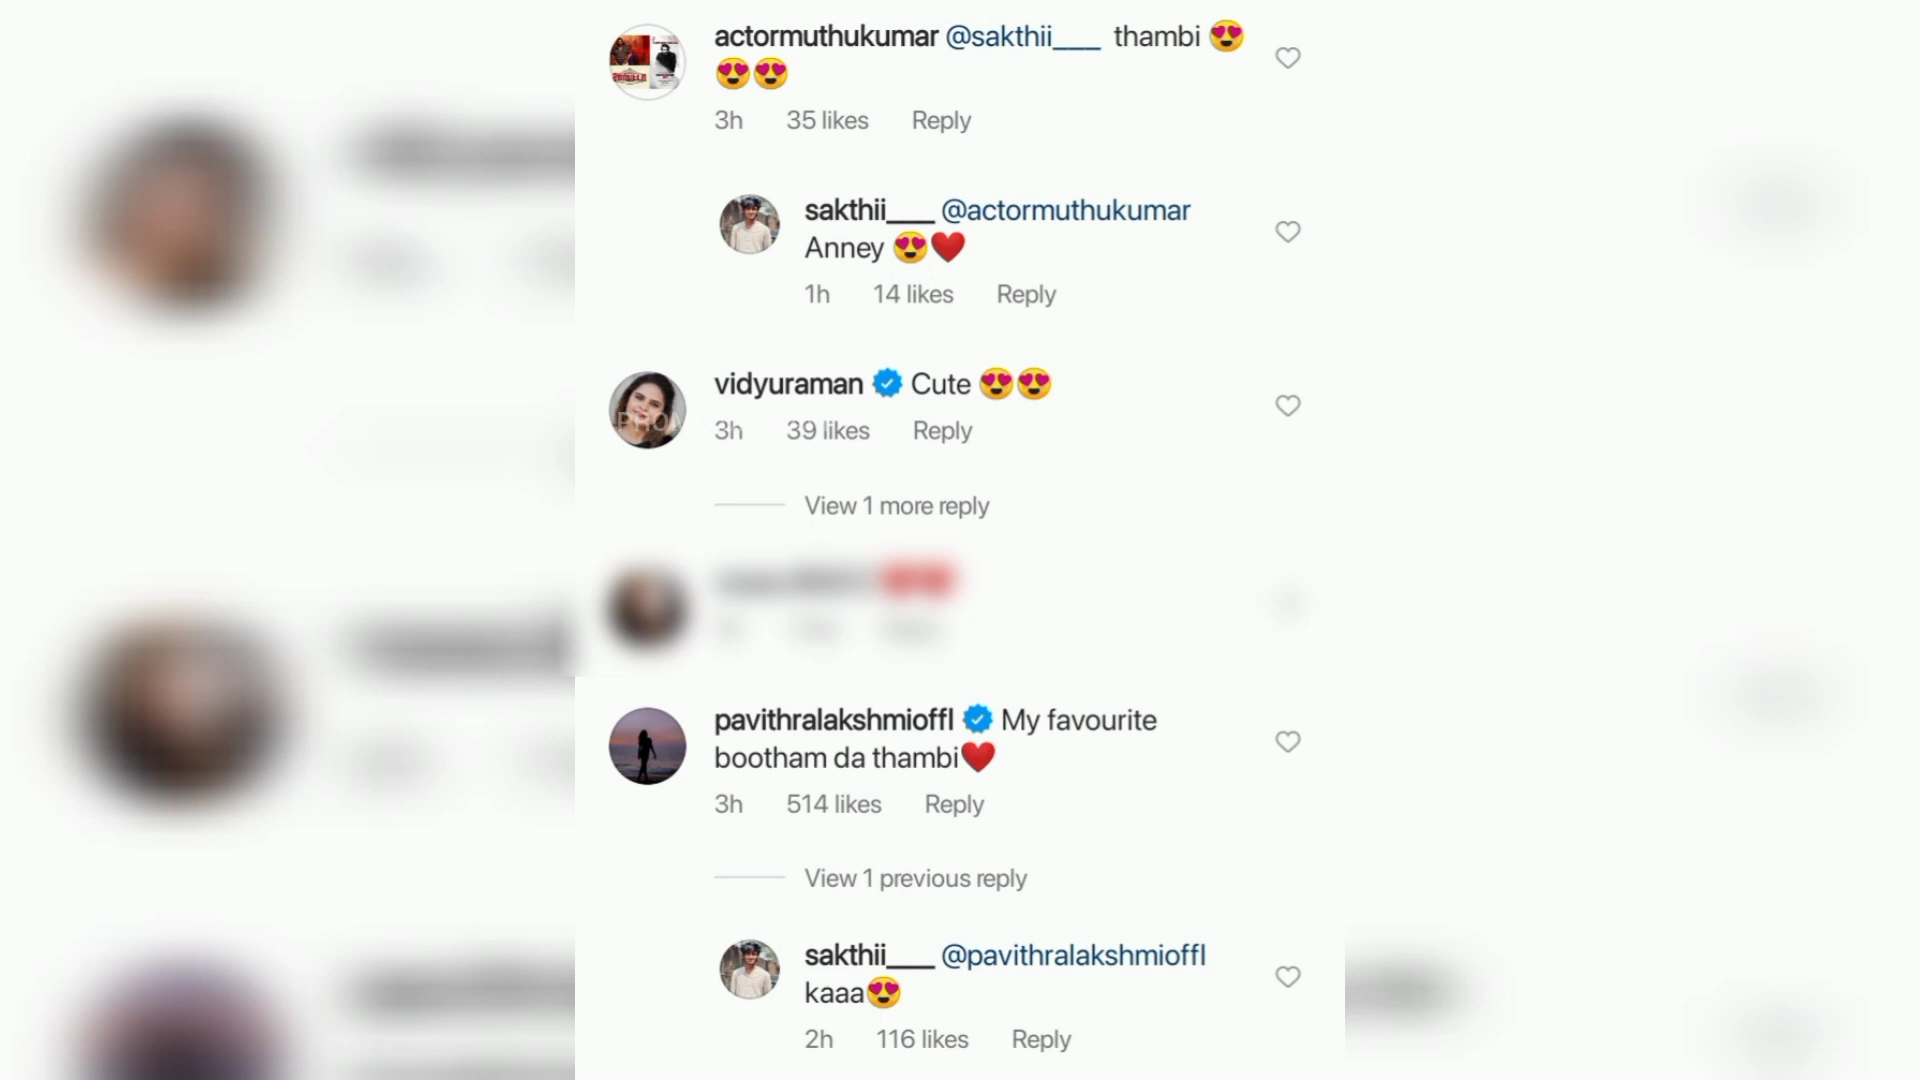 actormuthukumar @sakthii___ thambi 😍
😍😍
3h 35 likes Reply
sakthii___ @actormuthukumar
Anney 😍❤️
1h 14 likes Reply
vidyuraman Cute 😍😍
3h 39 likes Reply
View 1 more reply
pavithralakshmioffl My favourite
bootham da thambi❤️
3h 514 likes Reply
View 1 previous reply
sakthii___ @pavithralakshmioffl
kaaa😍
2h 116 likes Reply